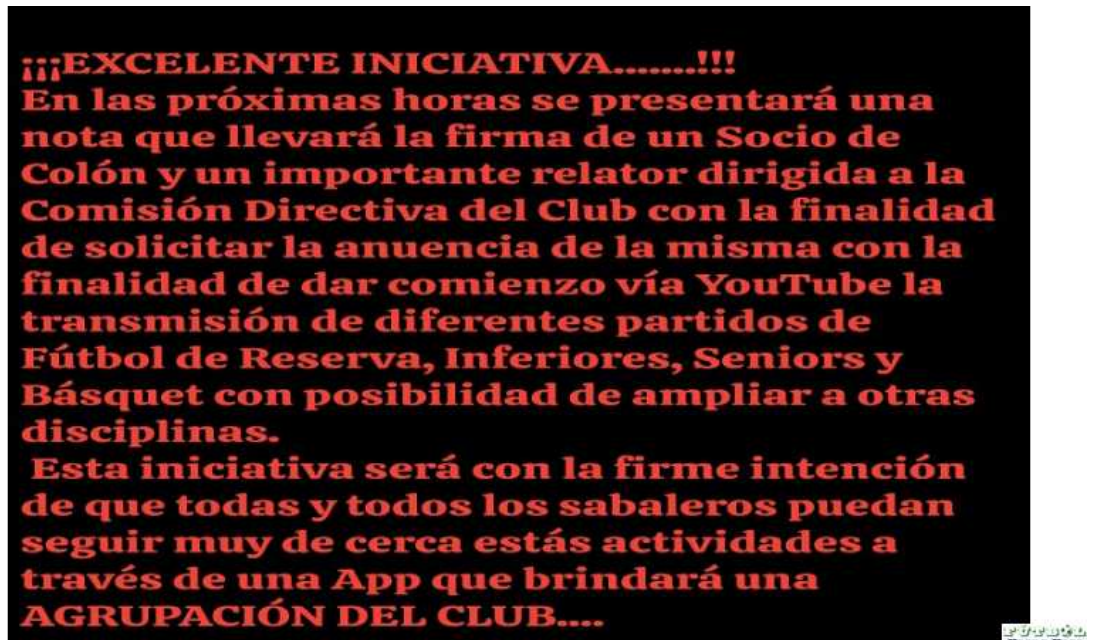 ¡¡¡EXCELENTE INICIATIVA.......!!!
En las próximas horas se presentará una
nota que llevará la firma de un Socio de
Colón y un importante relator dirigida a la
Comisión Directiva del Club con la finalidad
de solicitar la anuencia de la misma con la
finalidad de dar comienzo vía YouTube la
transmisión de diferentes partidos de
Fútbol de Reserva, Inferiores, Seniors y
Básquet con posibilidad de ampliar a otras
disciplinas.
Esta iniciativa será con la firme intención
de que todas y todos los sabaleros puedan
seguir muy de cerca estás actividades a
través de una App que brindará una
AGRUPACIÓN DEL CLUB....
FÚTBOL